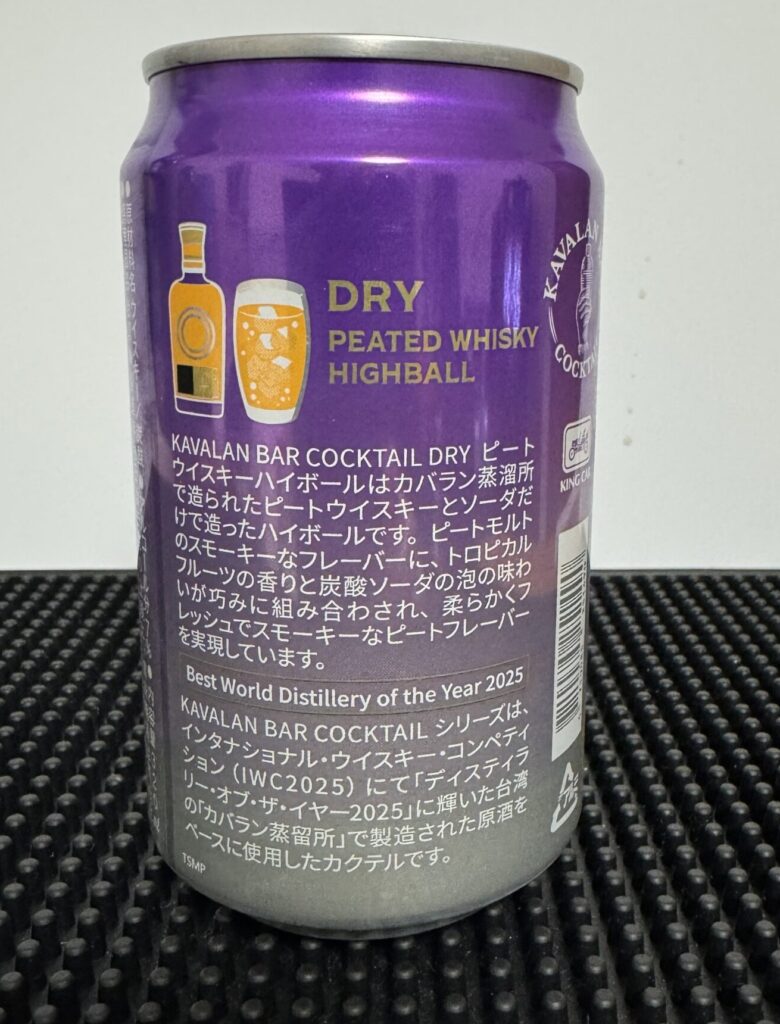 DRY
PEATED WHISKY
HIGHBALL
KAVALAN BAR COCKTAIL DRY ピート
ウイスキーハイボールはカバラン蒸溜所
で造られたピートウイスキーとソーダだ
けで造ったハイボールです。ピートモルト
のスモーキーなフレーバーに、トロピカル
フルーツの香りと炭酸ソーダの泡の味わ
いが巧みに組み合わされ、柔らかくフ
レッシュでスモーキーなピートフレーバー
を実現しています。
Best World Distillery of the Year 2025
KAVALAN BAR COCKTAIL シリーズは、
インタナショナル・ウイスキー・コンペティ
ション（IWC2025）にて「ディスティラ
リー・オブ・ザ・イヤー2025」に輝いた台湾
の「カバラン蒸留所」で製造された原酒を
ベースに使用したカクテルです。
TSMP
KAVALAN
KING